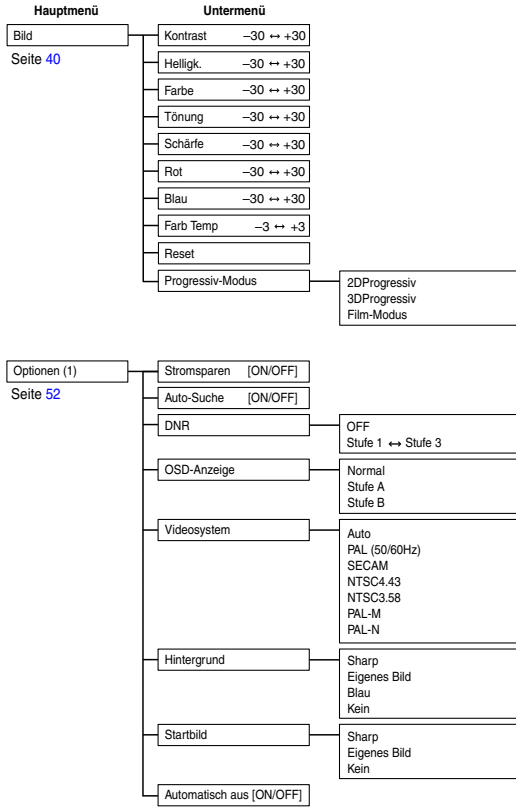 Hauptmenü Untermenü
Bild
Seite 40
Kontrast –30 ↔ +30
Helligk. –30 ↔ +30
Farbe –30 ↔ +30
Tönung –30 ↔ +30
Schärfe –30 ↔ +30
Rot –30 ↔ +30
Blau –30 ↔ +30
Farb Temp –3 ↔ +3
Reset
Progressiv-Modus
2DProgressiv
3DProgressiv
Film-Modus
Optionen (1)
Seite 52
Stromsparen [ON/OFF]
Auto-Suche [ON/OFF]
DNR
OFF
Stufe 1 ↔ Stufe 3
OSD-Anzeige
Normal
Stufe A
Stufe B
Videosystem
Auto
PAL (50/60Hz)
SECAM
NTSC4.43
NTSC3.58
PAL-M
PAL-N
Hintergrund
Sharp
Eigenes Bild
Blau
Kein
Startbild
Sharp
Eigenes Bild
Kein
Automatisch aus [ON/OFF]